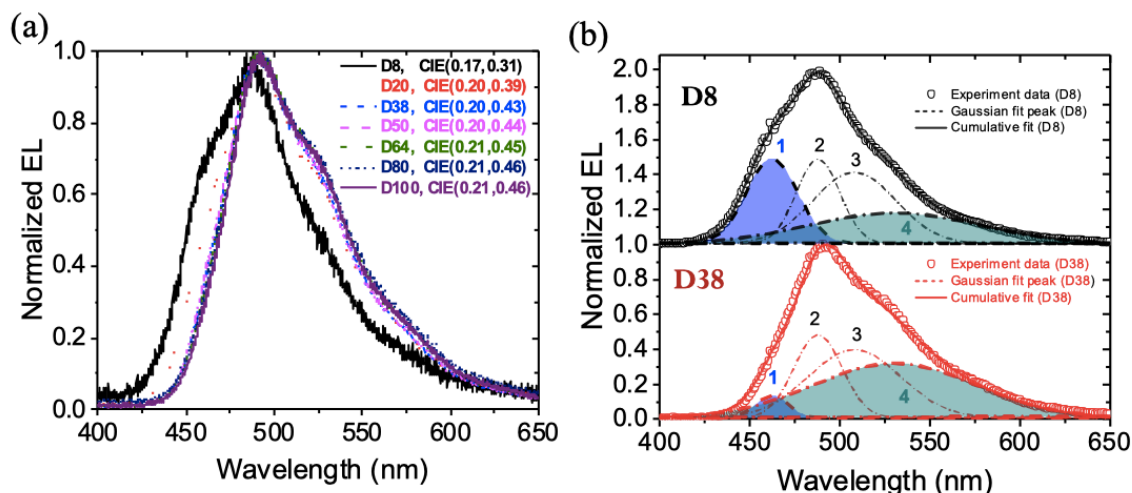 (a)
Normalized EL
1.0
0.8
0.6
0.4
0.2
0.0
D8, CIE(0.17,0.31)
D20, CIE(0.20,0.39)
D38, CIE(0.20,0.43)
D50, CIE(0.20,0.44)
D64, CIE(0.21,0.45)
D80, CIE(0.21,0.46)
D100, CIE(0.21,0.46)
400 450 500 550 600 650
Wavelength (nm)
(b)
Normalized EL
2.0
1.8
1.6
1.4
1.2
1.0
0.8
0.6
0.4
0.2
0.0
D8
Experiment data (D8)
Gaussian fit peak (D8)
Cumulative fit (D8)
1
2
3
4
D38
Experiment data (D38)
Gaussian fit peak (D38)
Cumulative fit (D38)
1
2
3
4
400 450 500 550 600 650
Wavelength (nm)